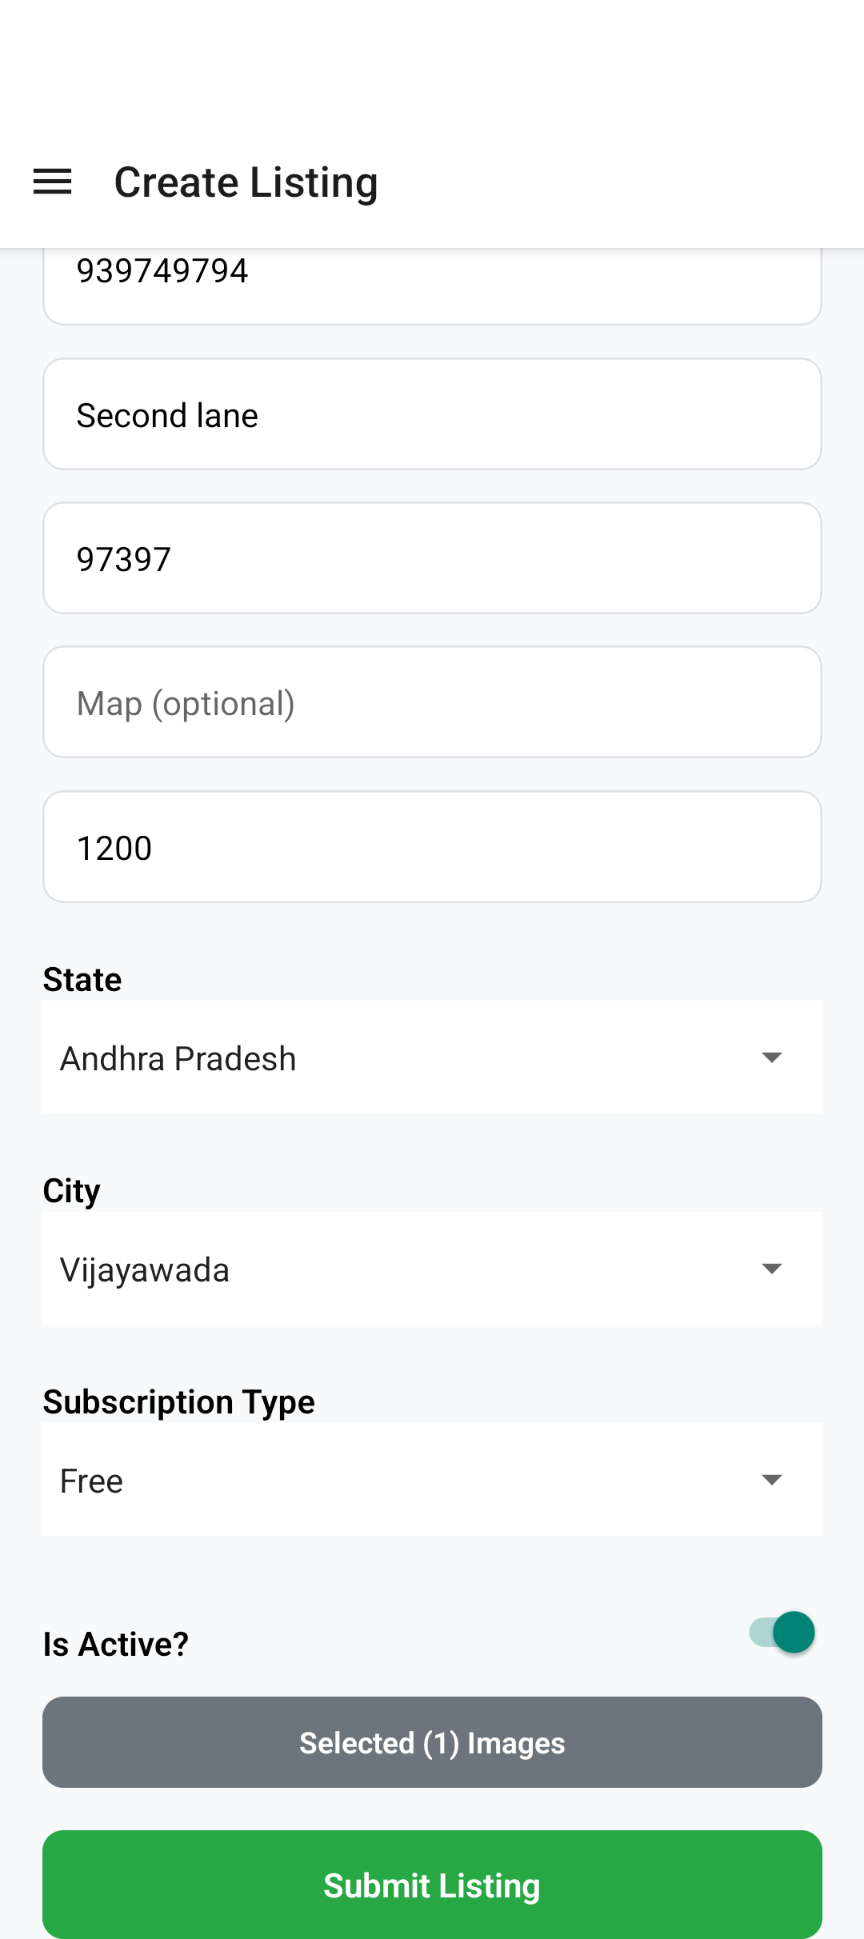 Create Listing
939749794
Second lane
97397
Map (optional)
1200
State
Andhra Pradesh
City
Vijayawada
Subscription Type
Free
Is Active?
Selected (1) Images
Submit Listing